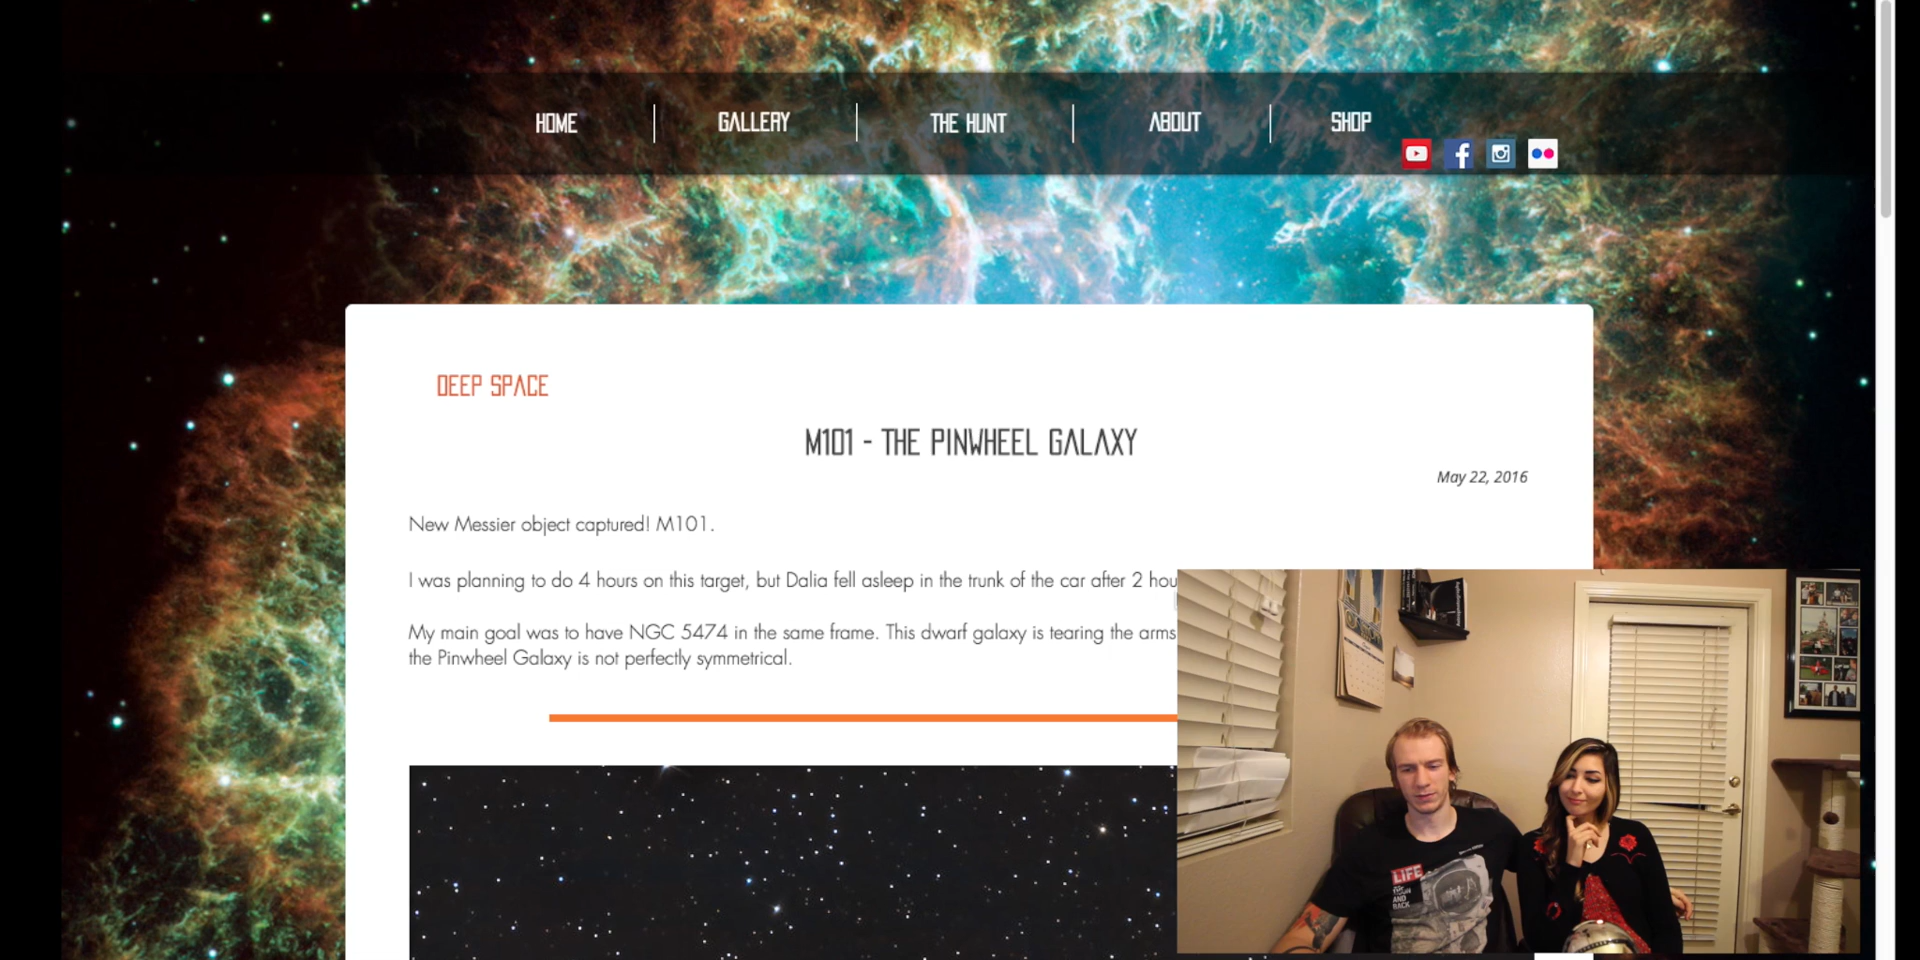 HOME
GALLERY
THE HUNT
ABOUT
SHOP
DEEP SPACE
M101 - THE PINWHEEL GALAXY
May 22, 2016
New Messier object captured! M101.
I was planning to do 4 hours on this target, but Dalia fell asleep in the trunk of the car after 2 hou
My main goal was to have NGC 5474 in the same frame. This dwarf galaxy is tearing the arms
the Pinwheel Galaxy is not perfectly symmetrical.
LIFE
AND
BACK